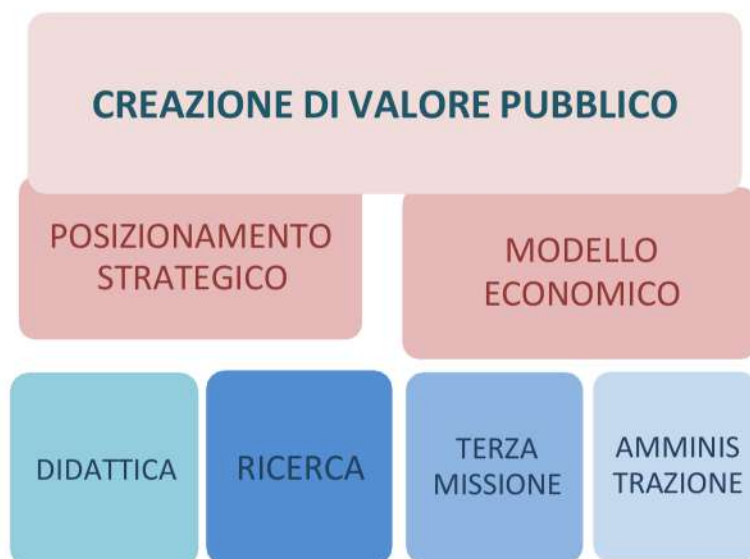 CREAZIONE DI VALORE PUBBLICO
POSIZIONAMENTO
STRATEGICO
MODELLO
ECONOMICO
DIDATTICA
RICERCA
TERZA
MISSIONE
AMMINIS
TRAZIONE